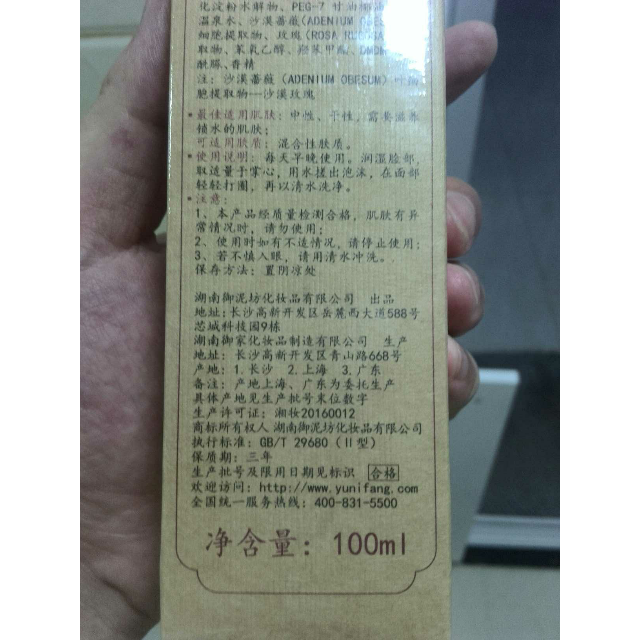 化淀粉水解物、PEG-7 甘油椰油
温泉水、沙漠蔷薇(ADENIUM OBES
细胞提取物、玫瑰(ROSA RUGOSA
取物、苯氧乙醇、羟苯甲酯、DMDM
酰脲、香精
注：沙漠蔷薇(ADENIUM OBESUM)叶细
胞提取物--沙漠玫瑰
•最佳适用肌肤：中性、干性，需要滋养
锁水的肌肤；
可适用肤质：混合性肤质。
•使用说明：每天早晚使用，润湿脸部，
取适量于掌心，用水搓出泡沫，在面部
轻轻打圈，再以清水洗净。
•注意：
1、本产品经质量检测合格，肌肤有异
常情况时，请勿使用；
2、使用时如有不适情况，请停止使用；
3、若不慎入眼，请用清水冲洗。
保存方法：置阴凉处
湖南御泥坊化妆品有限公司 出品
地址：长沙高新开发区岳麓西大道588号
芯城科技园9栋
湖南御家化妆品制造有限公司 生产
地址：长沙高新开发区青山路668号
产地：1.长沙 2.上海 3.广东
备注：产地上海、广东为委托生产
具体产地见生产批号末位数字
生产许可证：湘妆20160012
商标所有权人 湖南御泥坊化妆品有限公司
执行标准：GB/T 29680（II型）
保质期：三年
生产批号及限用日期见标识 合格
欢迎访问：http://www.yunifang.com
全国统一服务热线：400-831-5500
净含量：100ml